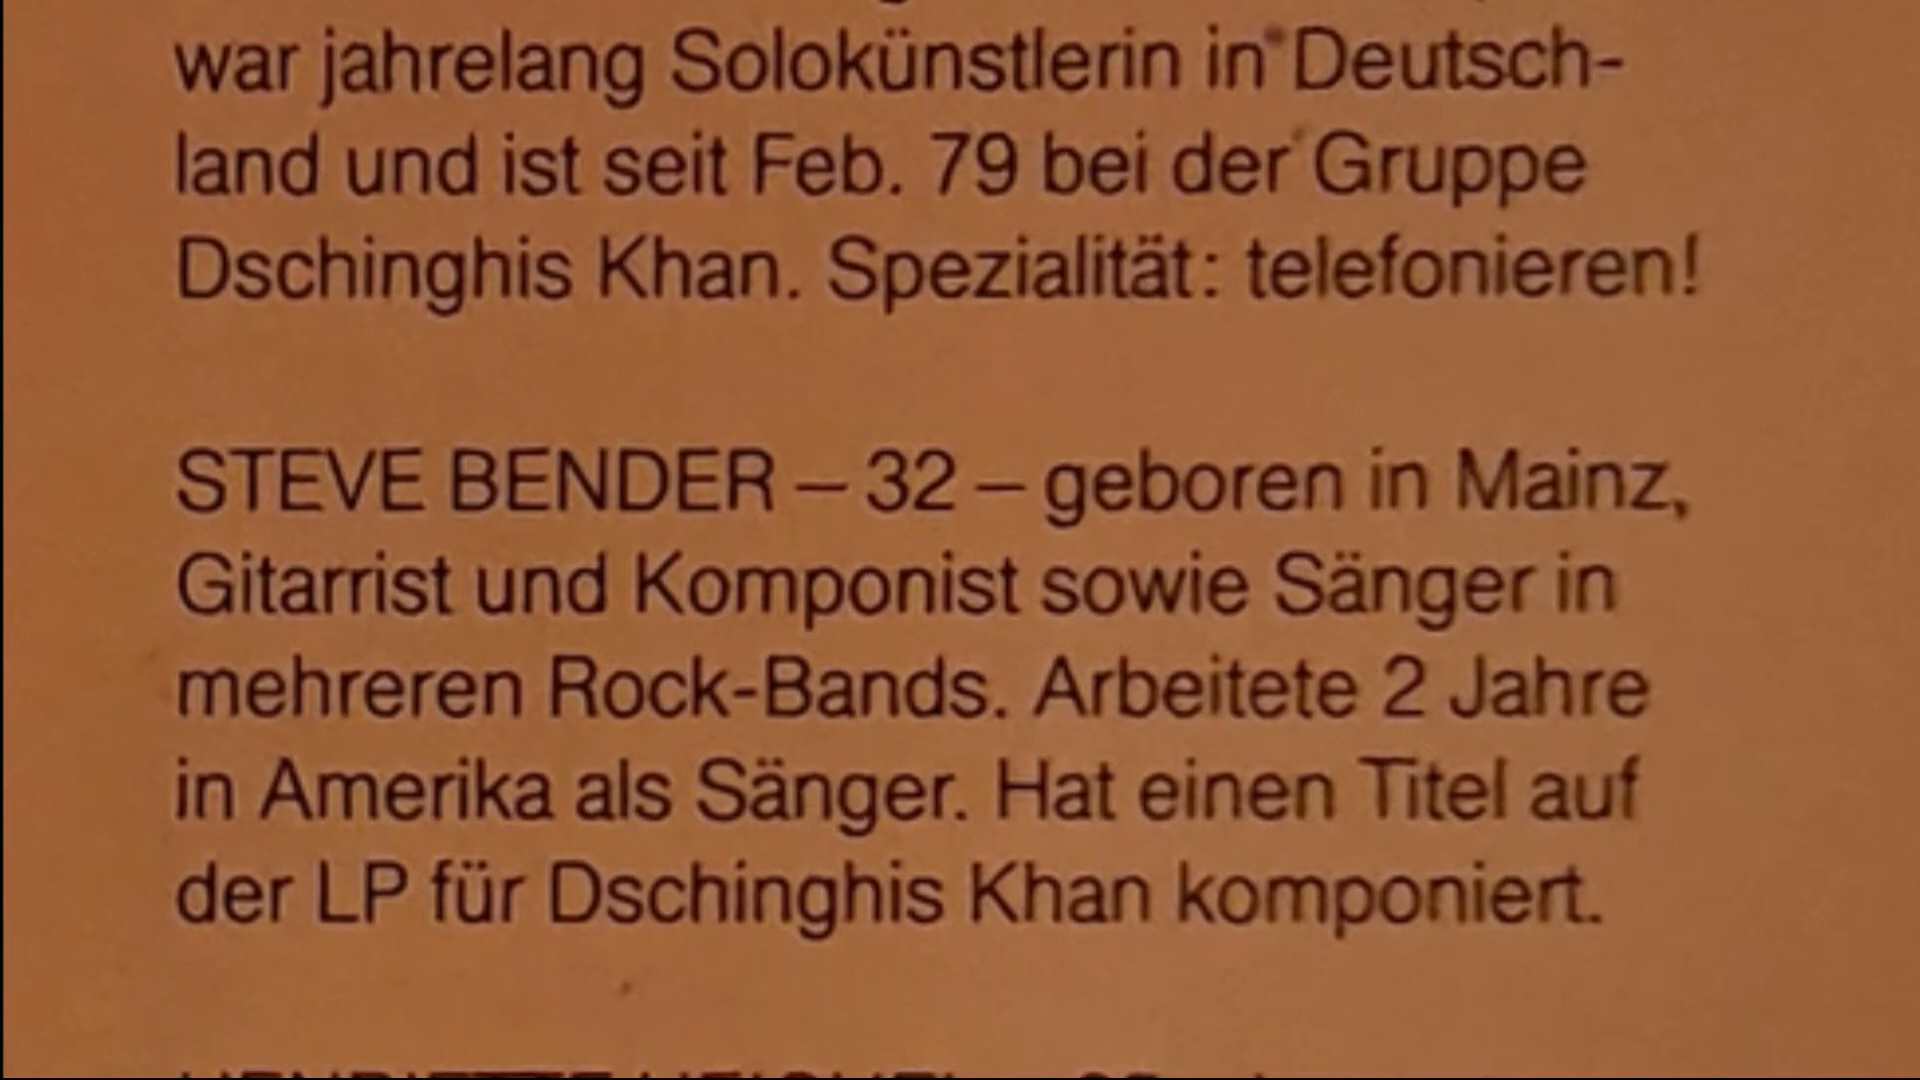 war jahrelang Solokünstlerin in Deutsch-
land und ist seit Feb. 79 bei der Gruppe
Dschinghis Khan. Spezialität: telefonieren!
STEVE BENDER – 32 – geboren in Mainz,
Gitarrist und Komponist sowie Sänger in
mehreren Rock-Bands. Arbeitete 2 Jahre
in Amerika als Sänger. Hat einen Titel auf
der LP für Dschinghis Khan komponiert.